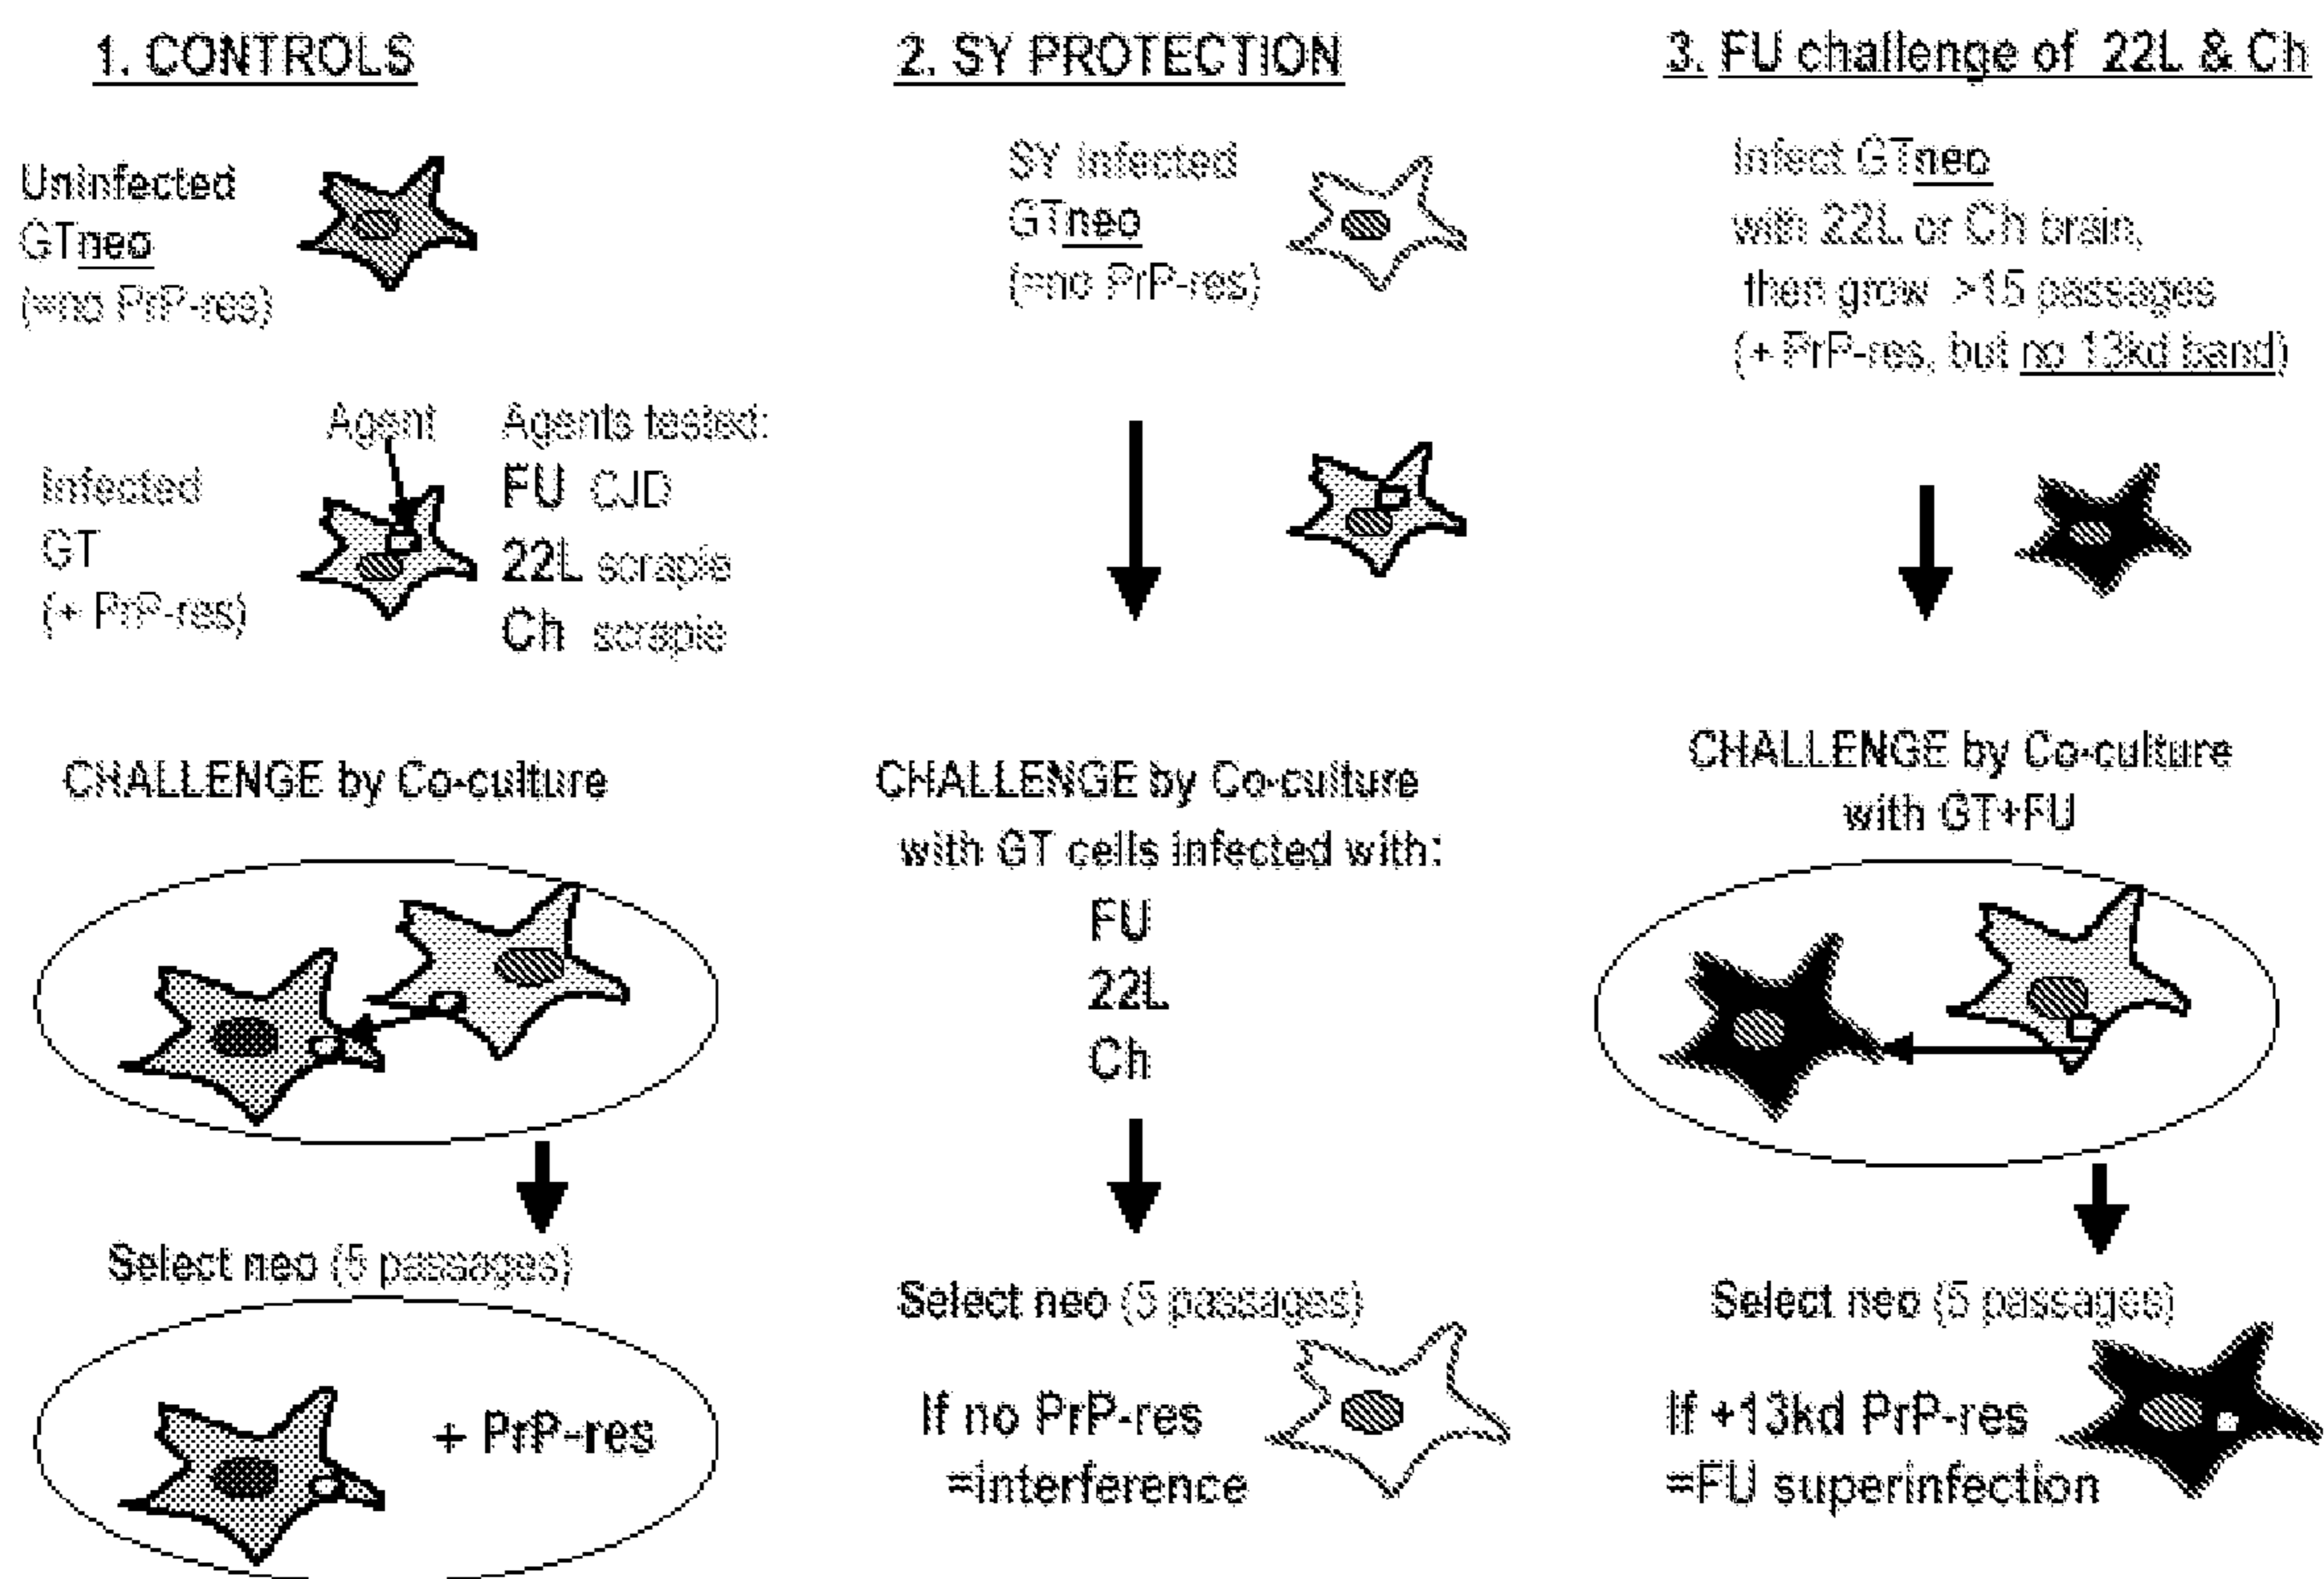 1. CONTROLS
Uninfected
GTneo
(=no PrP-res)
Agent
Infected
GT
(+ PrP-res)
Agents tested:
FU CJD
22L scrapie
Ch scrapie
CHALLENGE by Co-culture
Select neo (5 passages)
+ PrP-res
2. SY PROTECTION
SY infected
GTneo
(=no PrP-res)
CHALLENGE by Co-culture
with GT cells infected with:
FU
22L
Ch
Select neo (5 passages)
If no PrP-res
=interference
3. FU challenge of 22L & Ch
Infect GTneo
with 22L or Ch brain,
then grow >15 passages
(+ PrP-res, but no 13kd band)
CHALLENGE by Co-culture
with GT+FU
Select neo (5 passages)
If +13kd PrP-res
=FU superinfection